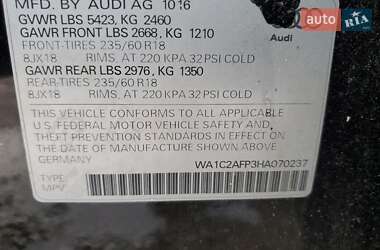 MFD. BY AUDI AG 10 16
GVWR LBS 5423, KG 2460
GAWR FRONT LBS 2668, KG 1210
FRONT-TIRES 235/60 R18
8JX18 RIMS, AT 220 KPA 32 PSI COLD
GAWR REAR LBS 2976, KG 1350
REAR-TIRES 235/60 R18
8JX18 RIMS, AT 220 KPA 32 PSI COLD
THIS VEHICLE CONFORMS TO ALL APPLICABLE
U.S FEDERAL MOTOR VEHICLE SAFETY AND
THEFT PREVENTION STANDARDS IN EFFECT ON
THE DATE OF MANUFACTURE SHOWN ABOVE
GERMANY WA1C2AFP3HA070237
TYPE:
MPV
AUTO
RIA
Audi